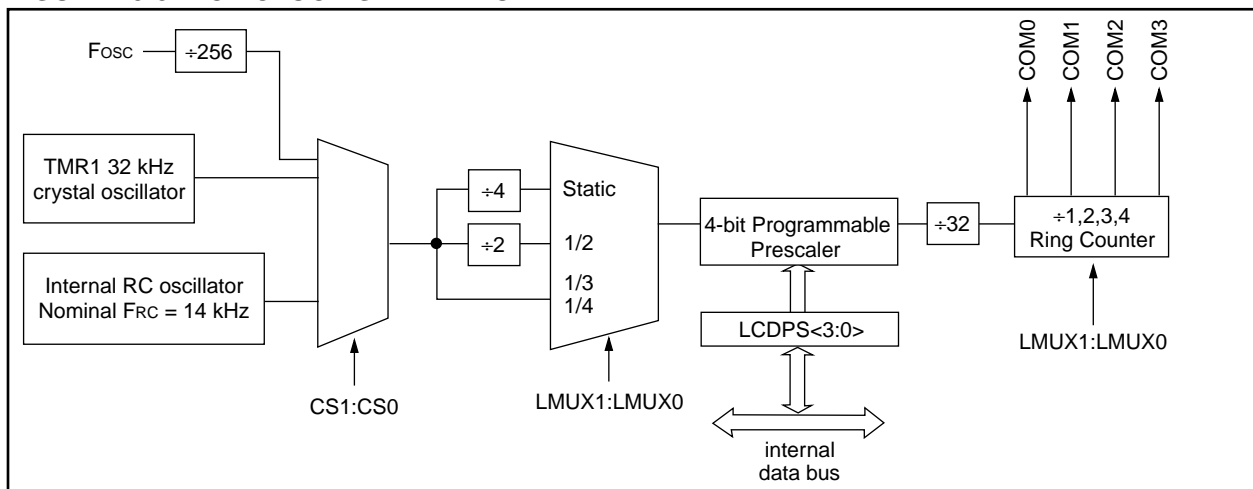 FOSC
÷256
COM0
COM1
COM2
COM3
TMR1 32 kHz
crystal oscillator
Internal RC oscillator
Nominal FRC = 14 kHz
CS1:CS0
÷4
÷2
Static
1/2
1/3
1/4
LMUX1:LMUX0
4-bit Programmable
Prescaler
LCDPS<3:0>
internal
data bus
÷32
÷1,2,3,4
Ring Counter
LMUX1:LMUX0